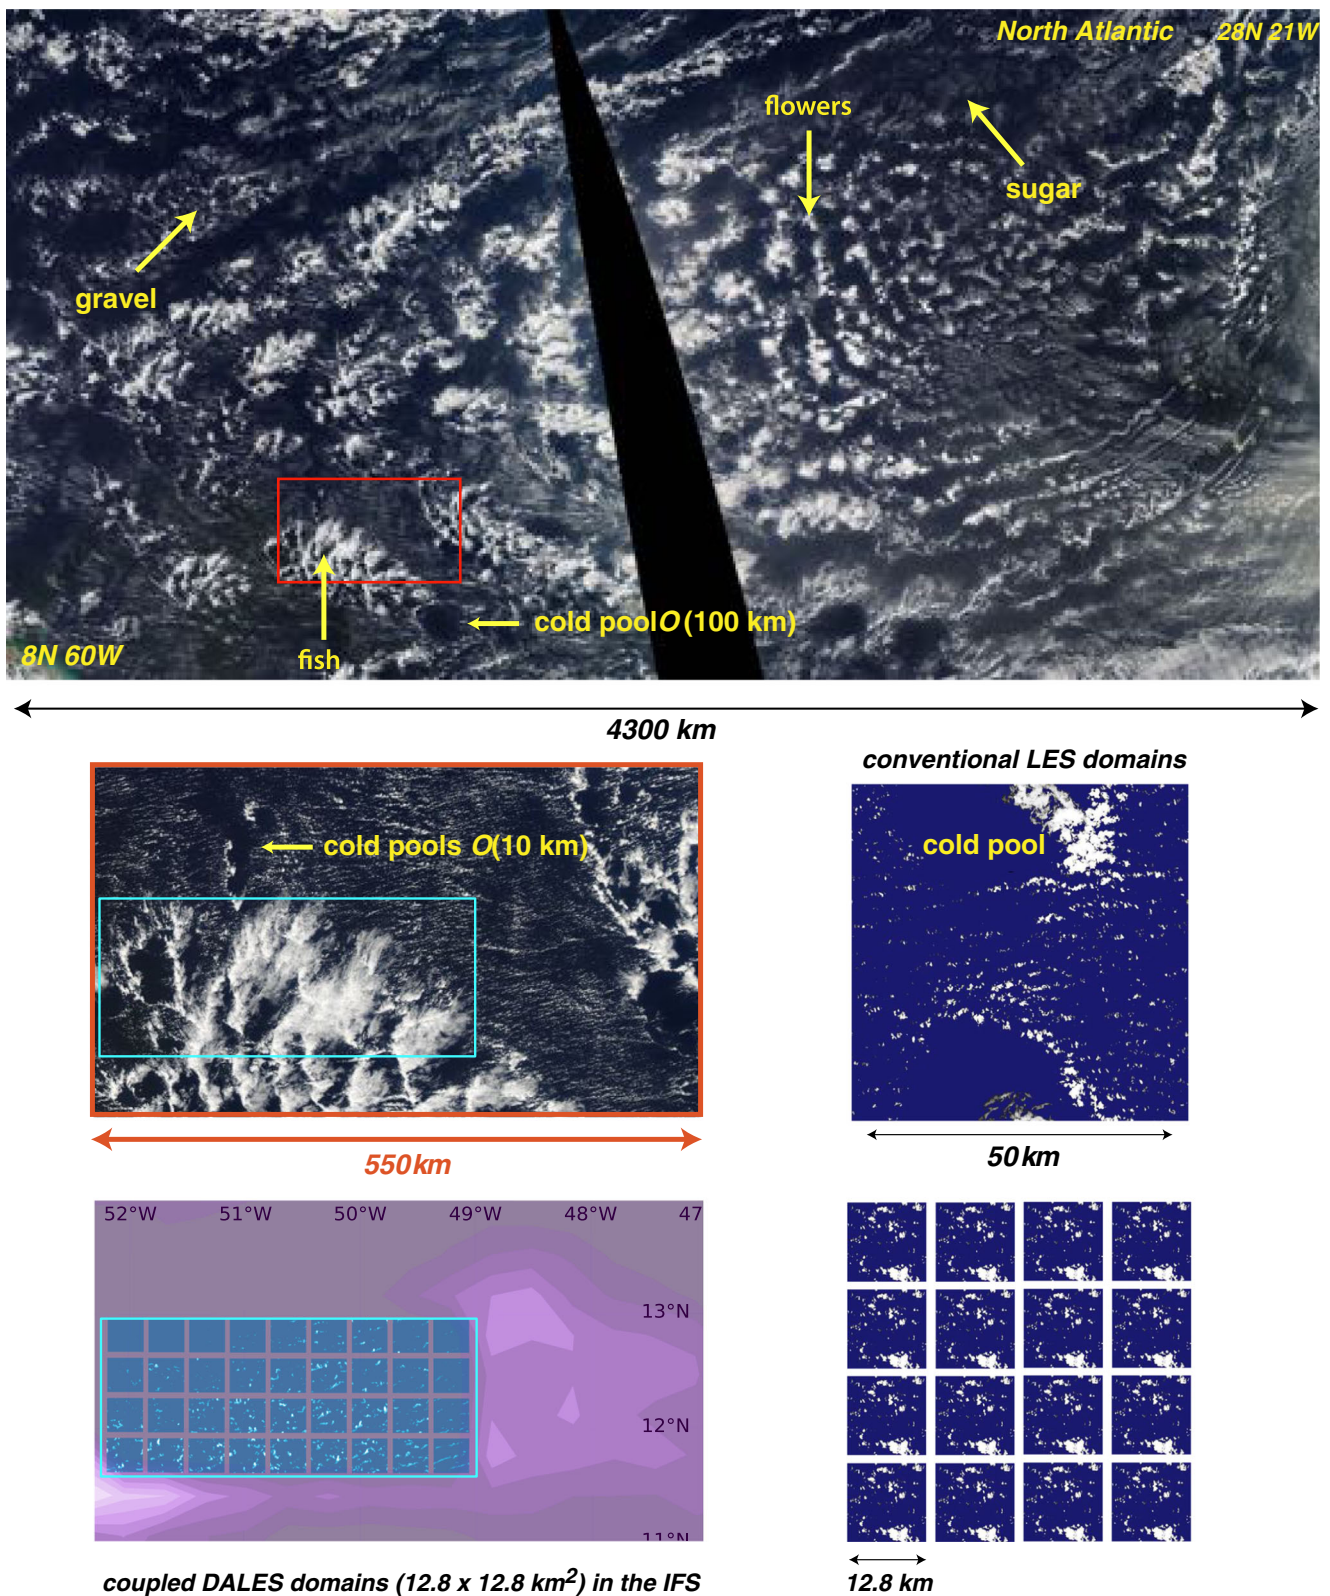 North Atlantic 28N 21W
flowers
sugar
gravel
cold pool O (100 km)
8N 60W
fish
4300 km
conventional LES domains
cold pools O(10 km)
cold pool
550 km
50 km
52°W 51°W 50°W 49°W 48°W 47
13°N
12°N
11°N
coupled DALES domains (12.8 x 12.8 km²) in the IFS
12.8 km